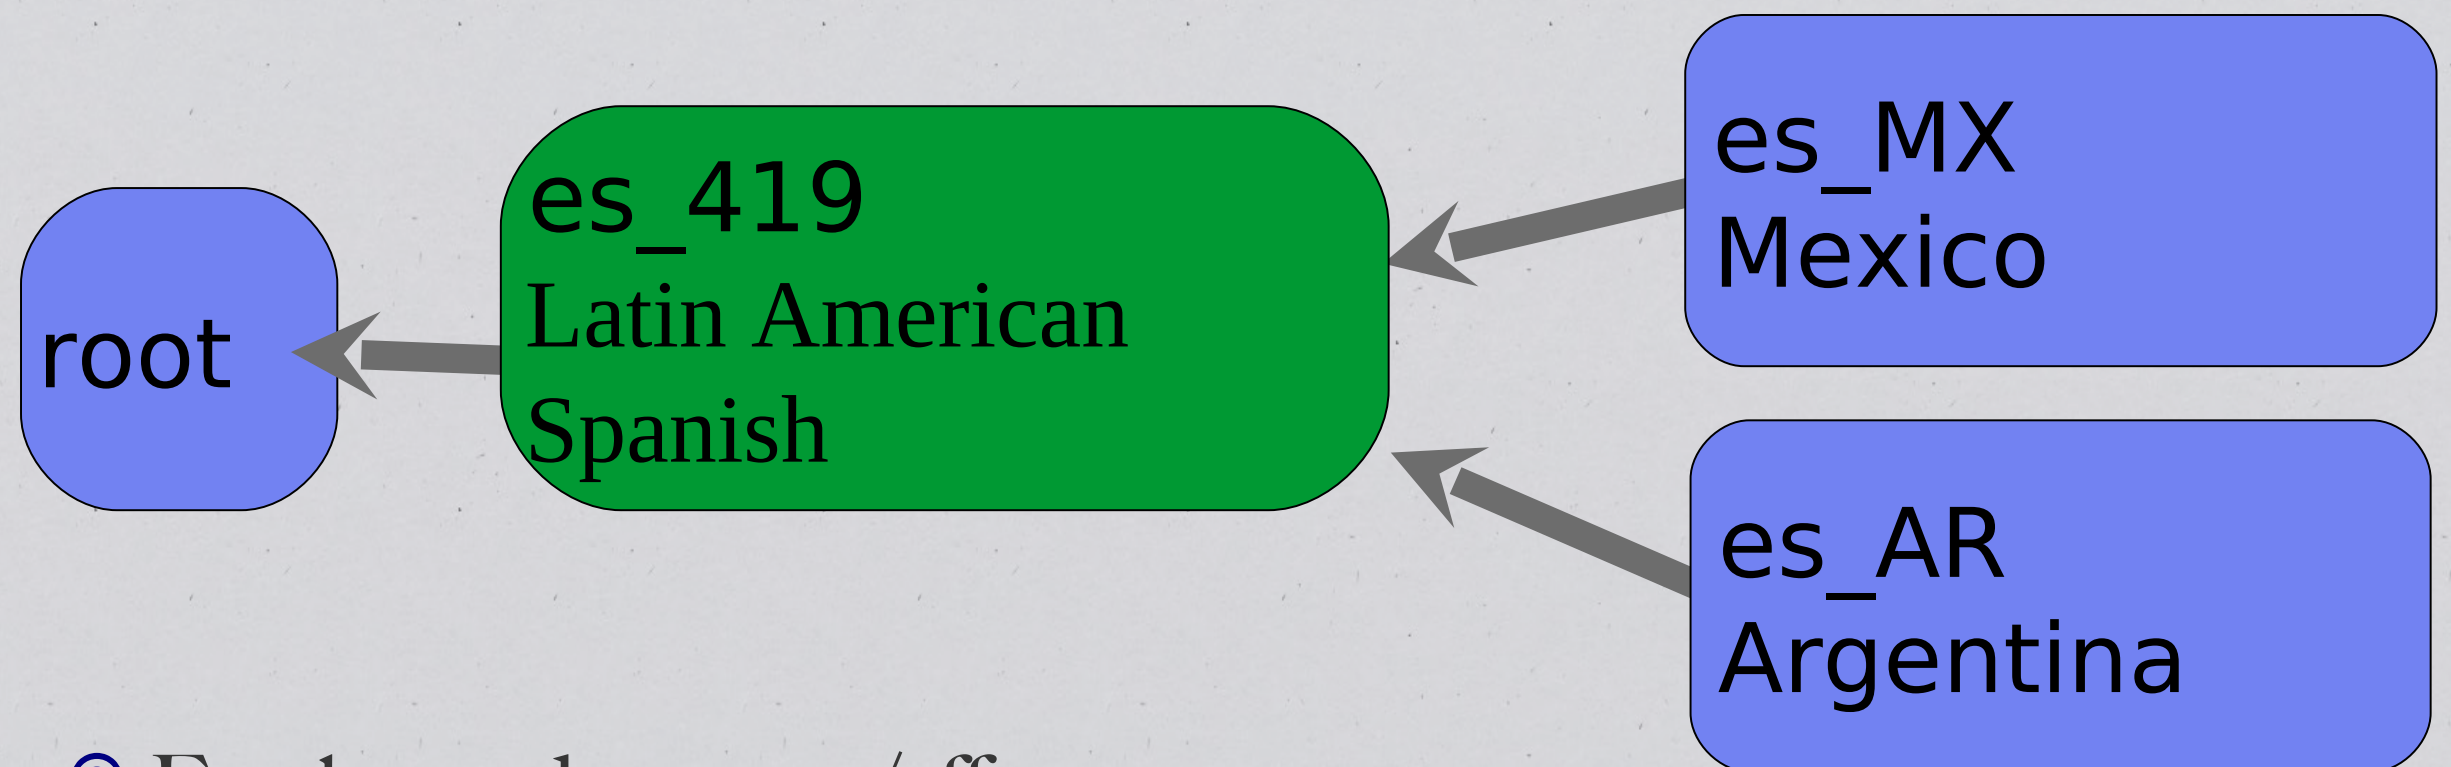 root
es_419
Latin American
Spanish
es_MX
Mexico
es_AR
Argentina